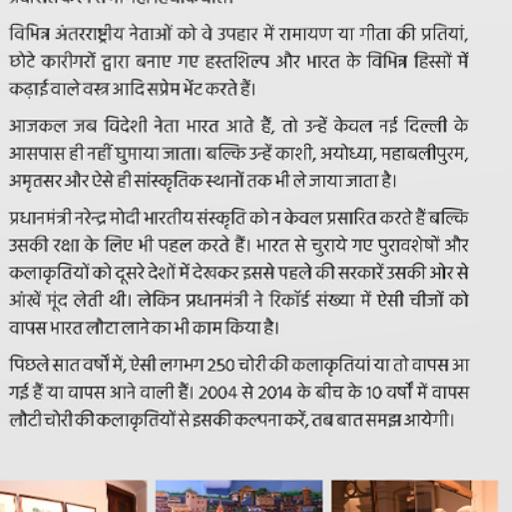 विभिन्न अंतरराष्ट्रीय नेताओं को वे उपहार में रामायण या गीता की प्रतियां,
छोटे कारीगरों द्वारा बनाए गए हस्तशिल्प और भारत के विभिन्न हिस्सों में
कढ़ाई वाले वस्त्र आदि सप्रेम भेंट करते हैं।
आजकल जब विदेशी नेता भारत आते हैं, तो उन्हें केवल नई दिल्ली के
आसपास ही नहीं घुमाया जाता। बल्कि उन्हें काशी, अयोध्या, महाबलीपुरम,
अमृतसर और ऐसे ही सांस्कृतिक स्थानों तक भी ले जाया जाता है।
प्रधानमंत्री नरेन्द्र मोदी भारतीय संस्कृति को न केवल प्रसारित करते हैं बल्कि
उसकी रक्षा के लिए भी पहल करते हैं। भारत से चुराये गए पुरावशेषों और
कलाकृतियों को दूसरे देशों में देखकर इससे पहले की सरकारें उसकी ओर से
आंखें मूंद लेती थी। लेकिन प्रधानमंत्री ने रिकॉर्ड संख्या में ऐसी चीजों को
वापस भारत लौटा लाने का भी काम किया है।
पिछले सात वर्षों में, ऐसी लगभग 250 चोरी की कलाकृतियां या तो वापस आ
गई हैं या वापस आने वाली हैं। 2004 से 2014 के बीच के 10 वर्षों में वापस
लौटी चोरी की कलाकृतियों से इसकी कल्पना करें, तब बात समझ आयेगी।